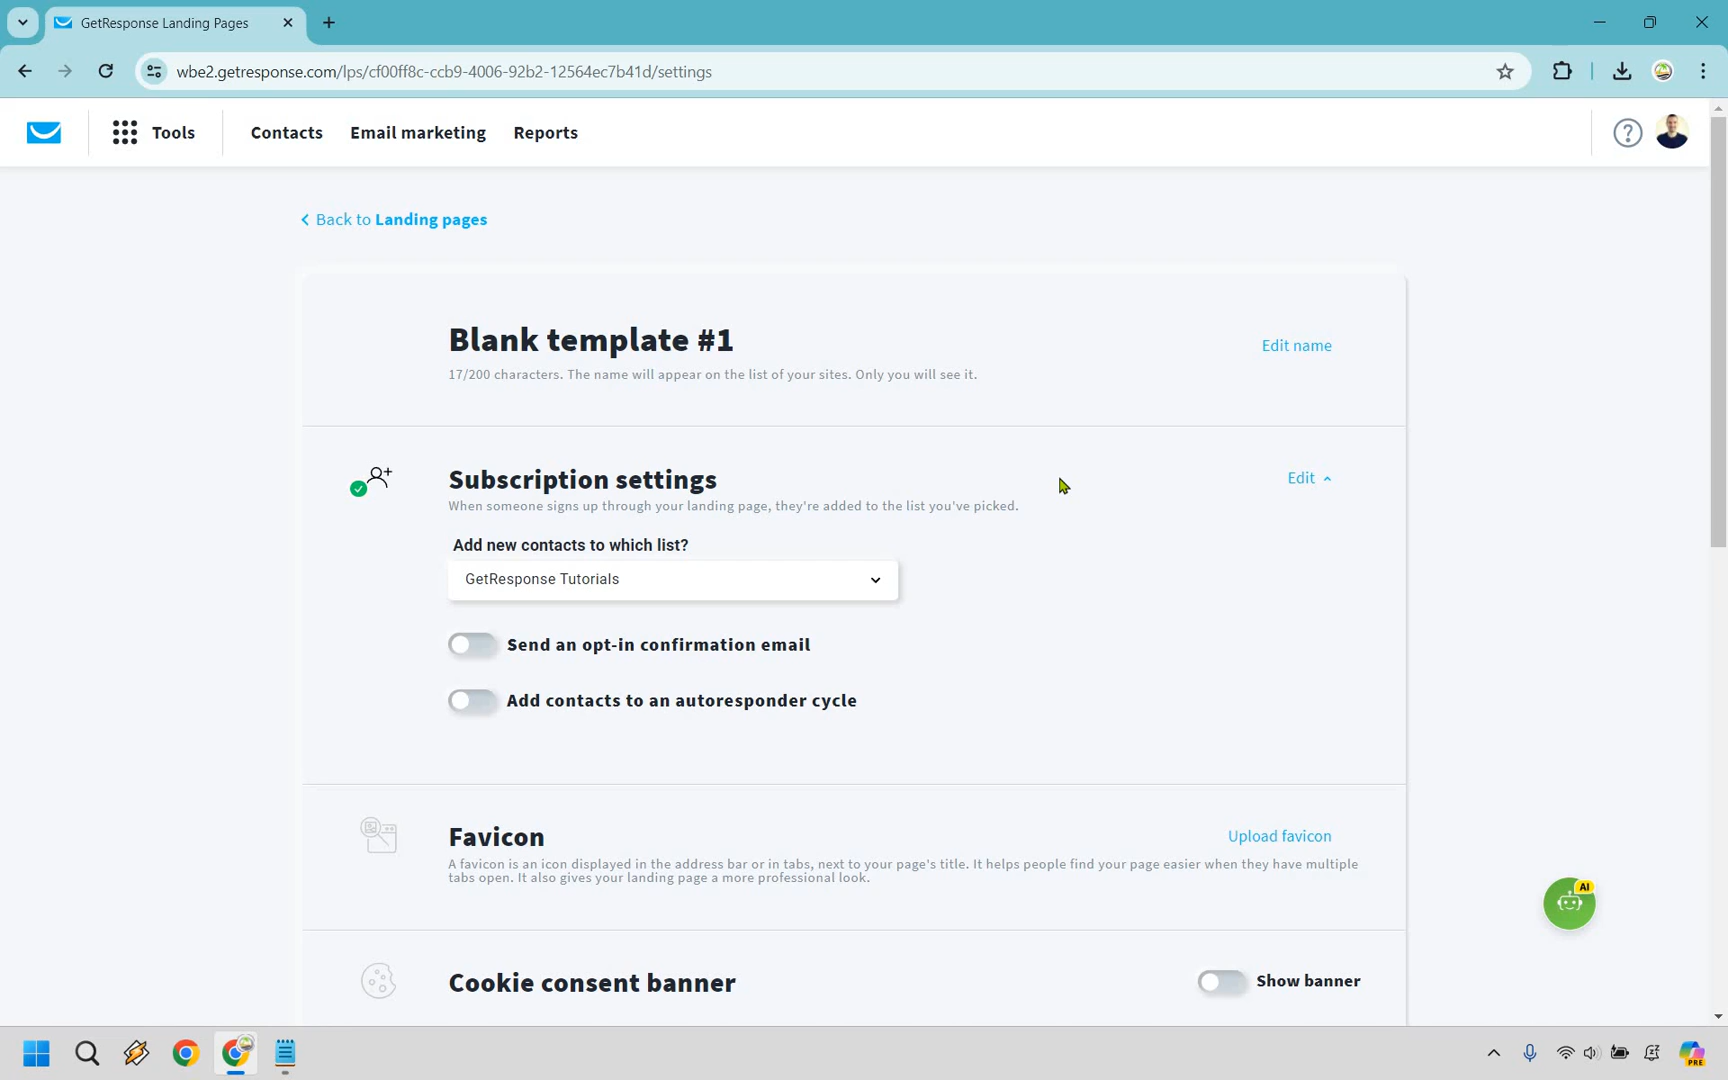 GetResponse Landing Pages
wbe2.getresponse.com/lps/cf00ff8c-ccb9-4006-92b2-12564ec7b41d/settings
Tools
Contacts
Email marketing
Reports
Back to Landing pages
Blank template #1
Edit name
17/200 characters. The name will appear on the list of your sites. Only you will see it.
Subscription settings
Edit
When someone signs up through your landing page, they're added to the list you've picked.
Add new contacts to which list?
GetResponse Tutorials
Send an opt-in confirmation email
Add contacts to an autoresponder cycle
Favicon
Upload favicon
A favicon is an icon displayed in the address bar or in tabs, next to your page's title. It helps people find your page easier when they have multiple
tabs open. It also gives your landing page a more professional look.
AI
Cookie consent banner
Show banner
PRE